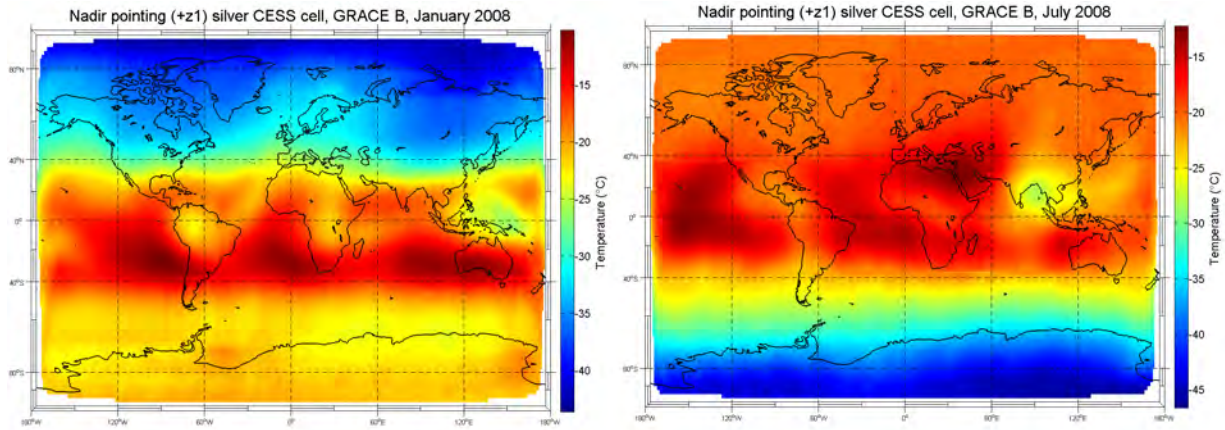 Nadir pointing (+z1) silver CESS cell, GRACE B, January 2008
80°N
40°N
0°
40°S
80°S
180°W 120°W 60°W 0° 60°E 120°E 180°W
-15
-20
-25
-30
-35
-40
Temperature (°C)
Nadir pointing (+z1) silver CESS cell, GRACE B, July 2008
80°N
40°N
0°
40°S
80°S
180°W 120°W 60°W 0° 60°E 120°E 180°W
-15
-20
-25
-30
-35
-40
-45
Temperature (°C)